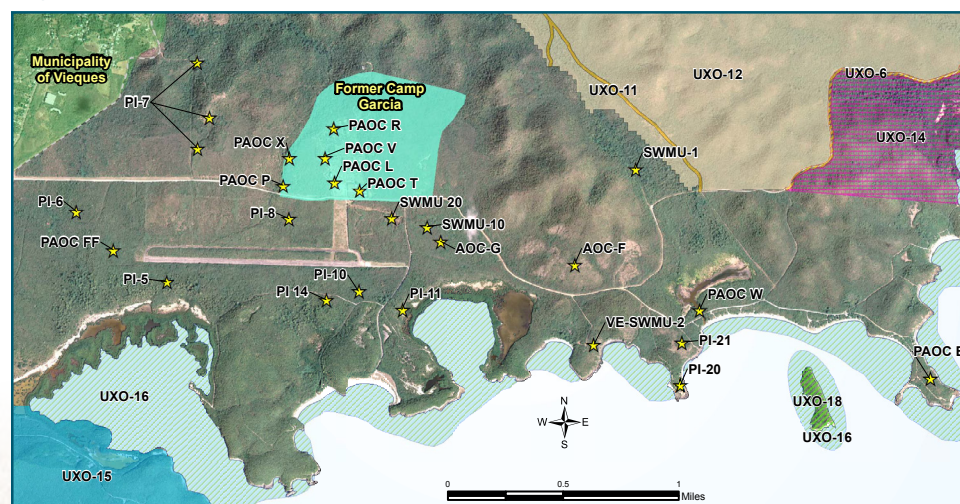 Municipality
of Vieques
UXO-12
UXO-6
UXO-11
PI-7
Former Camp
Garcia
PAOC R
UXO-14
PAOC X
PAOC V
SWMU-1
PAOC L
PAOC P
PAOC T
PI-6
PI-8
SWMU 20
SWMU-10
PAOC FF
AOC-G
AOC-F
PI-5
PI-10
PI 14
PI-11
PAOC W
VE-SWMU-2
PI-21
PI-20
PAOC E
UXO-16
UXO-18
UXO-16
UXO-15
N
W E
S
0 0.5 1
Miles